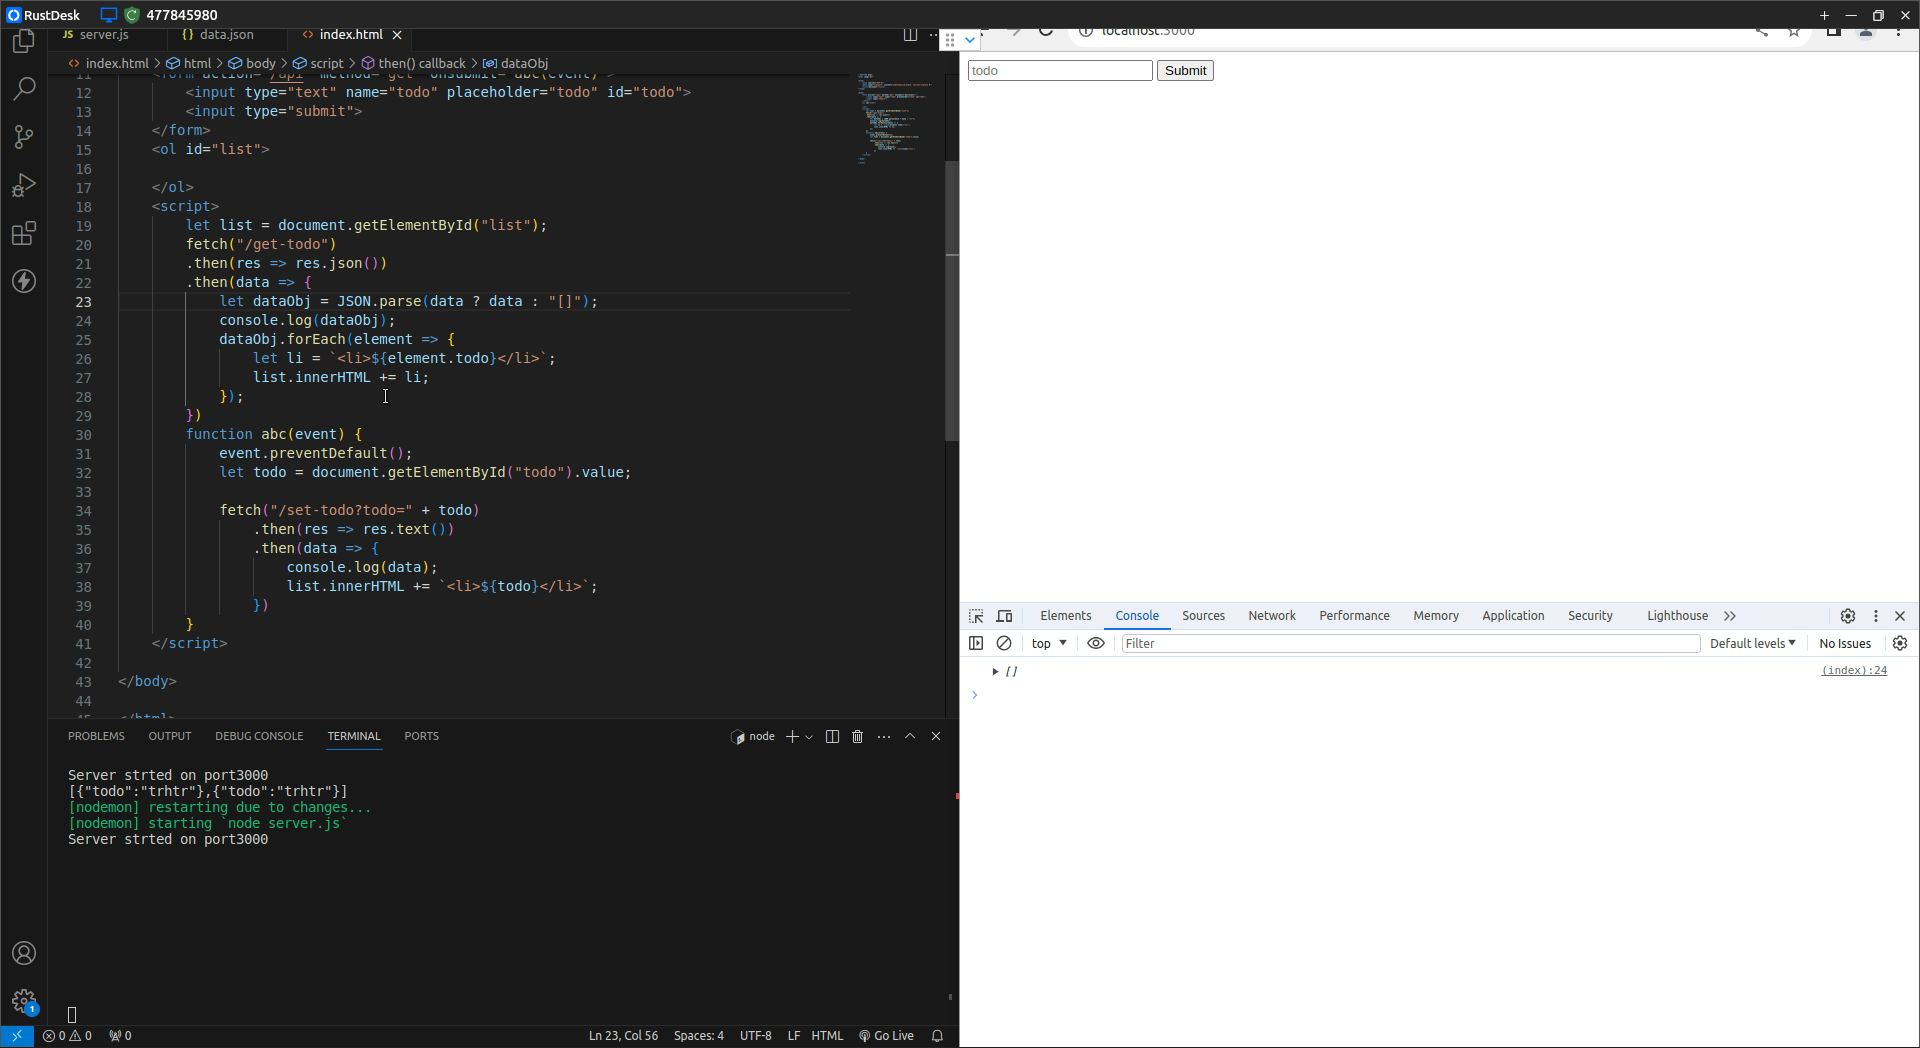 RustDesk 477845980
server.js data.json index.html
index.html > html > body > script > then() callback > dataObj
localhost:3000
11 <form action="/api" method="get" onsubmit="abc(event)">
12 <input type="text" name="todo" placeholder="todo" id="todo">
13 <input type="submit">
14 </form>
15 <ol id="list">
16
17 </ol>
18 <script>
19 let list = document.getElementById("list");
20 fetch("/get-todo")
21 .then(res => res.json())
22 .then(data => {
23 let dataObj = JSON.parse(data ? data : "[]");
24 console.log(dataObj);
25 dataObj.forEach(element => {
26 let li = `<li>${element.todo}</li>`;
27 list.innerHTML += li;
28 });
29 })
30 function abc(event) {
31 event.preventDefault();
32 let todo = document.getElementById("todo").value;
33
34 fetch("/set-todo?todo=" + todo)
35 .then(res => res.text())
36 .then(data => {
37 console.log(data);
38 list.innerHTML += `<li>${todo}</li>`;
39 })
40 }
41 </script>
42
43 </body>
44
45 </html>
PROBLEMS OUTPUT DEBUG CONSOLE TERMINAL PORTS node
Server strted on port3000
[{"todo":"trhtr"},{"todo":"trhtr"}]
[nodemon] restarting due to changes...
[nodemon] starting `node server.js`
Server strted on port3000
1
0 0 0 Ln 23, Col 56 Spaces: 4 UTF-8 LF HTML Go Live
todo Submit
Elements Console Sources Network Performance Memory Application Security Lighthouse
top Filter Default levels No Issues
[] (index):24